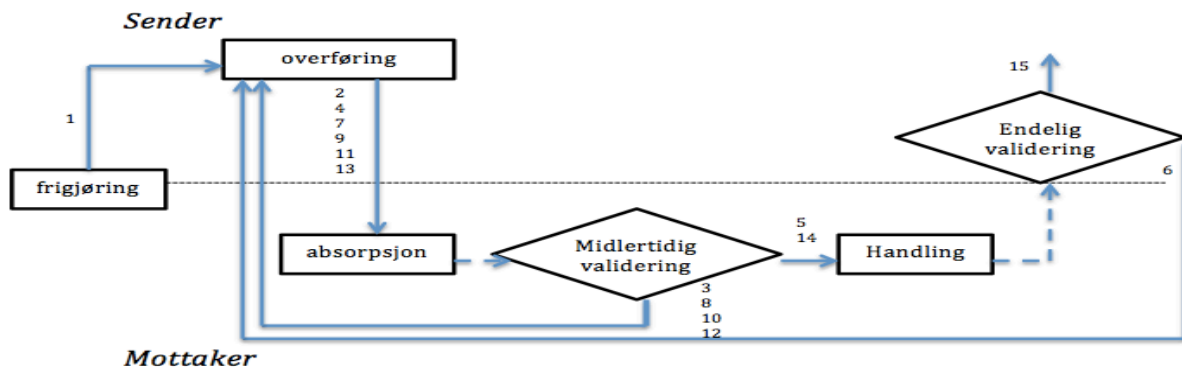 Sender
overføring
15
2
4
7
9
11
13
1
Endelig
validering
6
frigjøring
absorpsjon
Midlertidig
validering
5
14
Handling
3
8
10
12
Mottaker